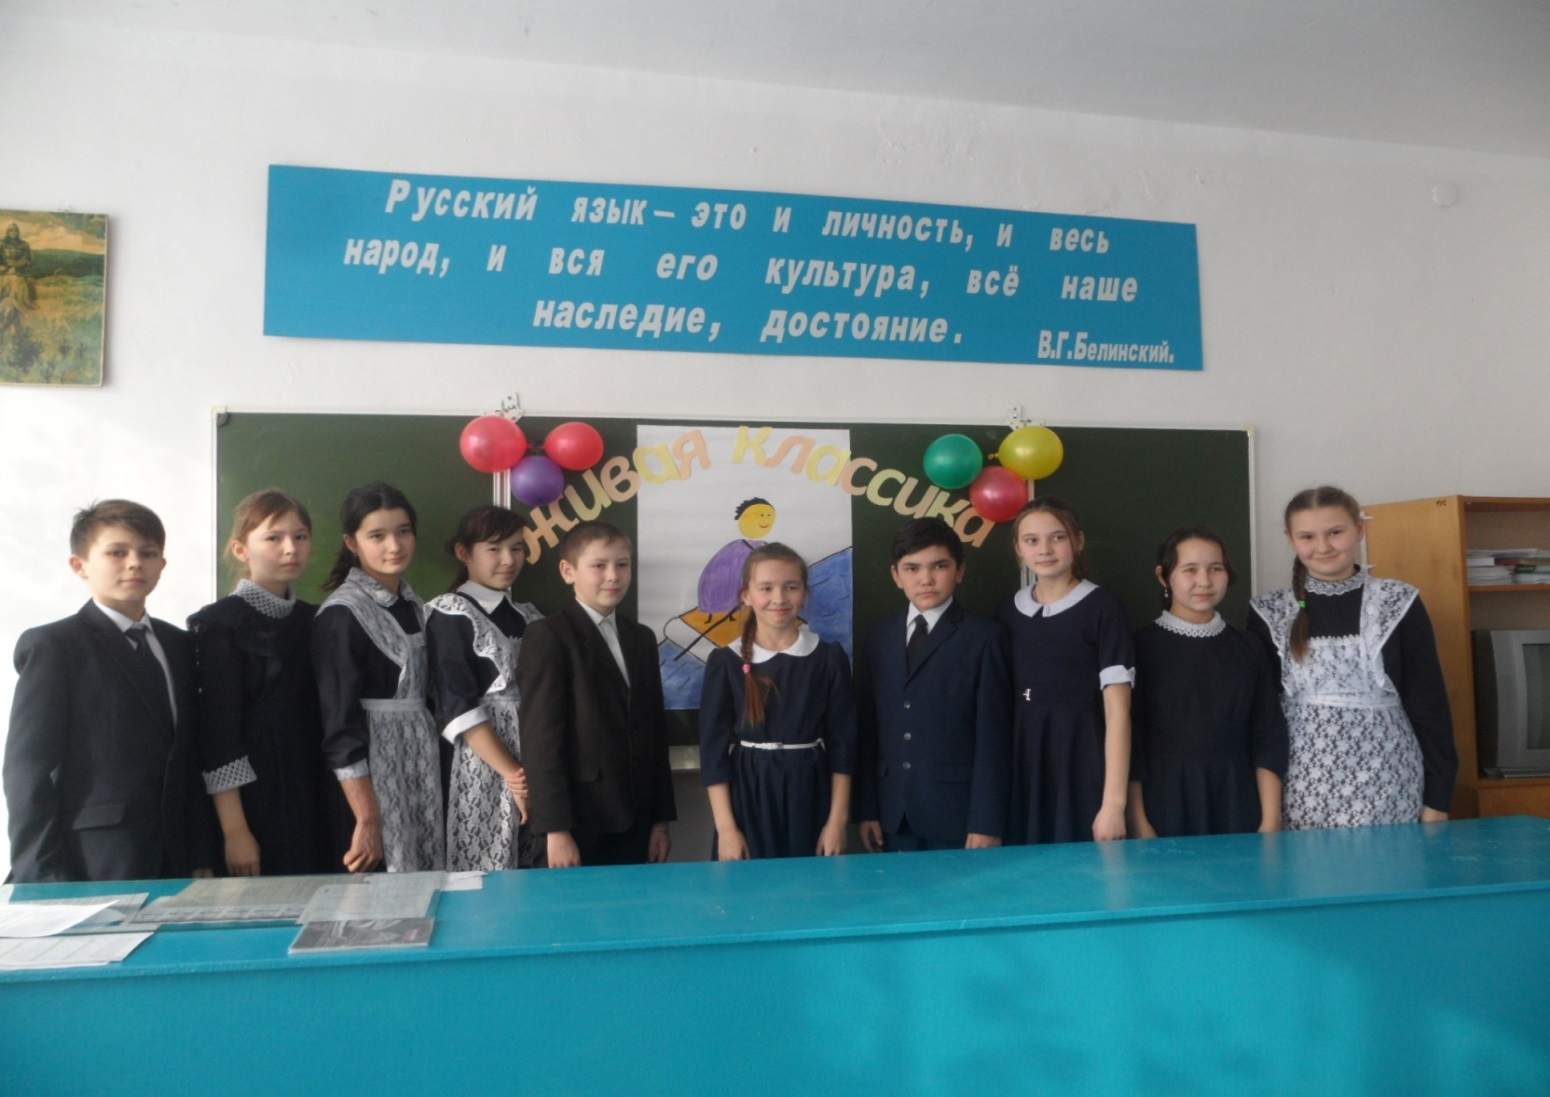 Русский язык – это и личность, и весь
народ, и вся его культура, всё наше
наследие, достояние.
В.Г.Белинский.
живая классика